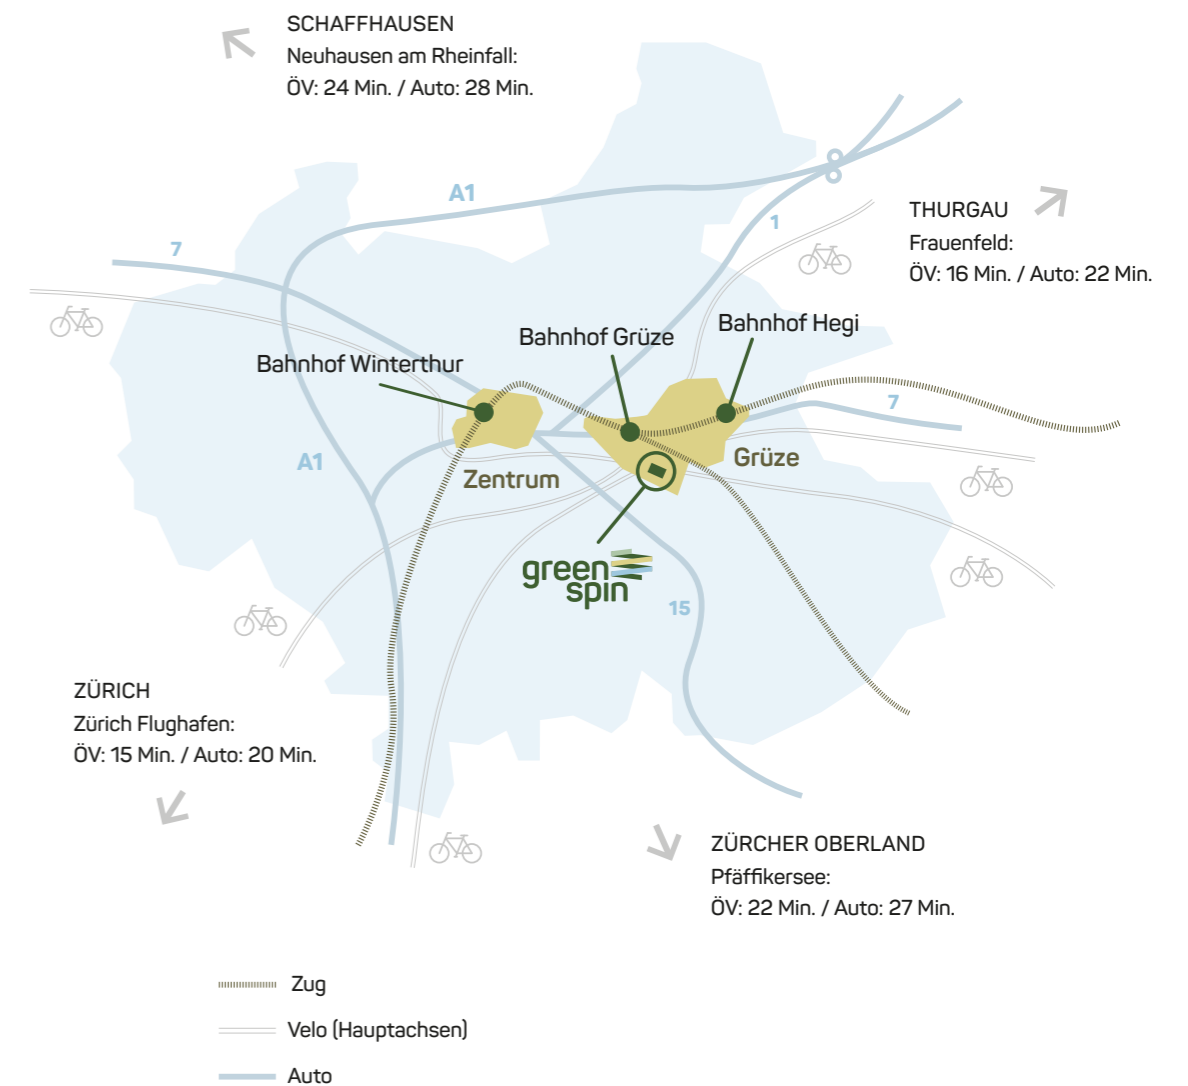 SCHAFFHAUSEN
Neuhausen am Rheinfall:
ÖV: 24 Min. / Auto: 28 Min.
A1
THURGAU
Frauenfeld:
ÖV: 16 Min. / Auto: 22 Min.
1
7
Bahnhof Grüze
Bahnhof Hegi
Bahnhof Winterthur
7
A1
Zentrum
Grüze
green
spin
15
ZÜRICH
Zürich Flughafen:
ÖV: 15 Min. / Auto: 20 Min.
ZÜRCHER OBERLAND
Pfäffikersee:
ÖV: 22 Min. / Auto: 27 Min.
Zug
Velo (Hauptachsen)
Auto